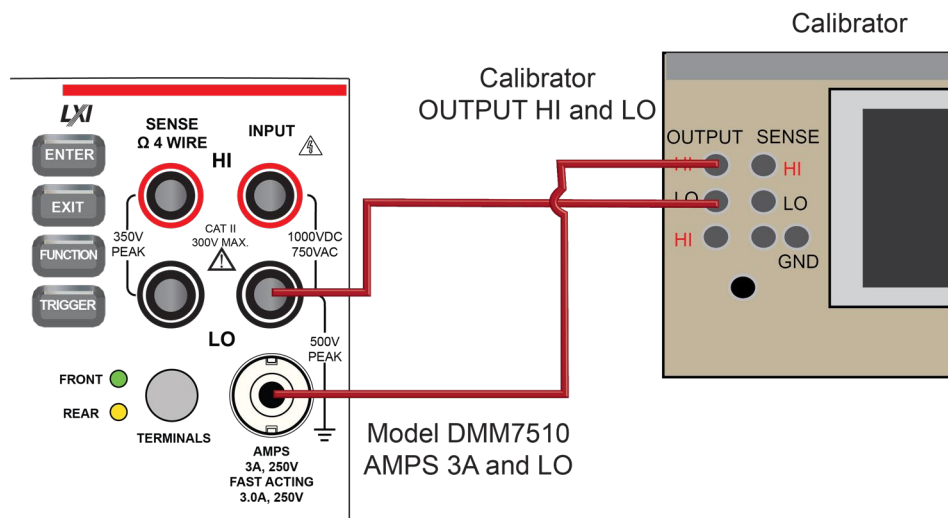 Calibrator
Calibrator
OUTPUT HI and LO
LXI
ENTER
EXIT
FUNCTION
TRIGGER
SENSE
Ω 4 WIRE
INPUT
HI
350V
PEAK
CAT II
300V MAX.
1000VDC
750VAC
LO
500V
PEAK
FRONT
REAR
TERMINALS
AMPS
3A, 250V
FAST ACTING
3.0A, 250V
Model DMM7510
AMPS 3A and LO
OUTPUT SENSE
HI HI
LO LO
HI
GND